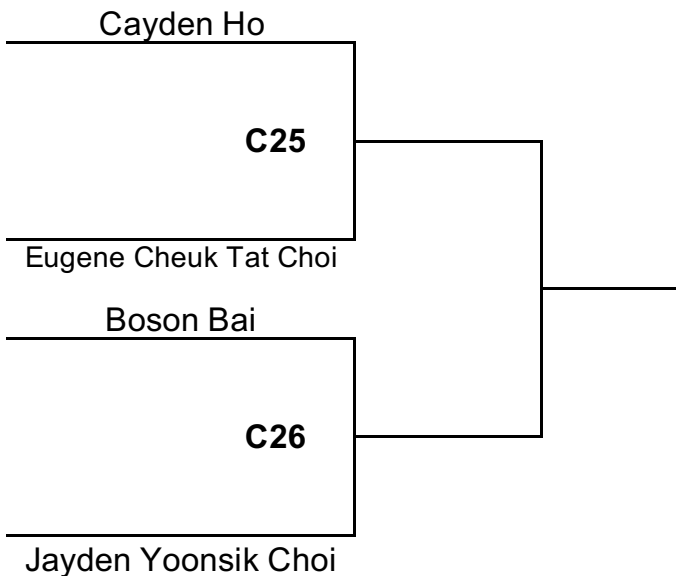 Cayden Ho
C25
Eugene Cheuk Tat Choi
Boson Bai
C26
Jayden Yoonsik Choi